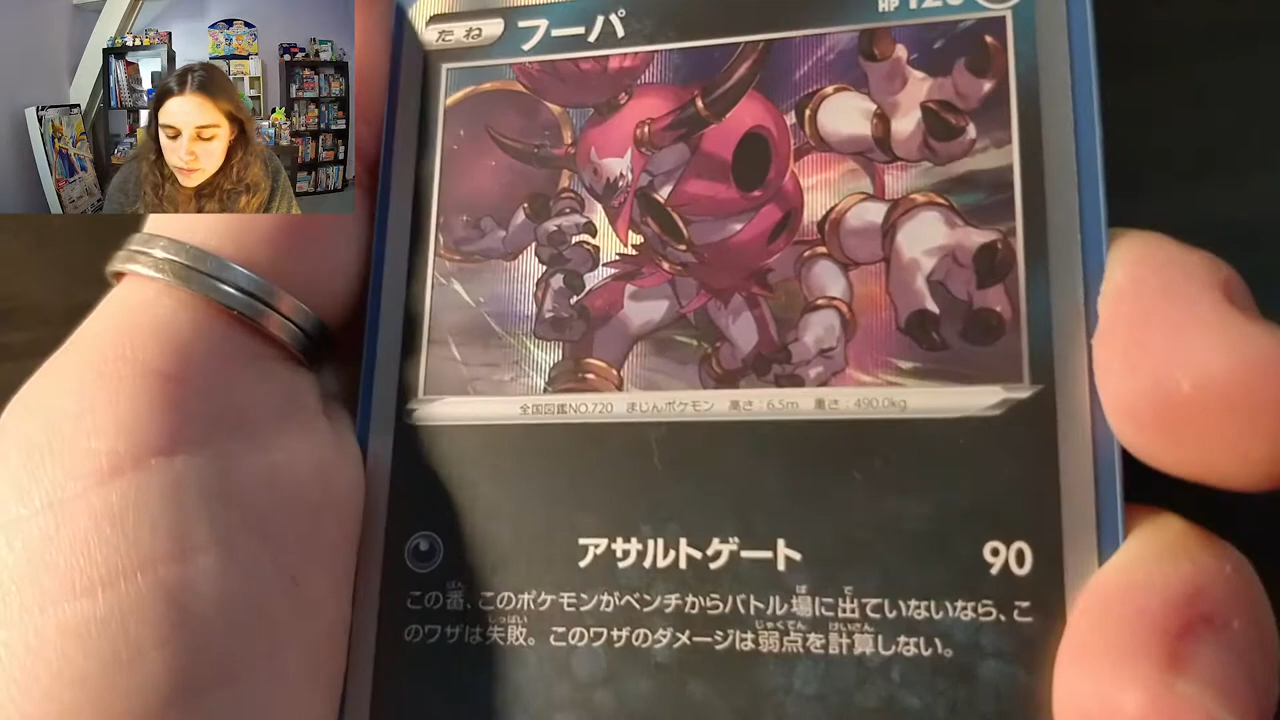 たね フーパ HP 120
全国図鑑NO.720 まじんポケモン 高さ：6.5m 重さ：490.0kg
アサルトゲート 90
この番、このポケモンがベンチからバトル場に出ていないなら、こ
のワザは失敗。このワザのダメージは弱点を計算しない。